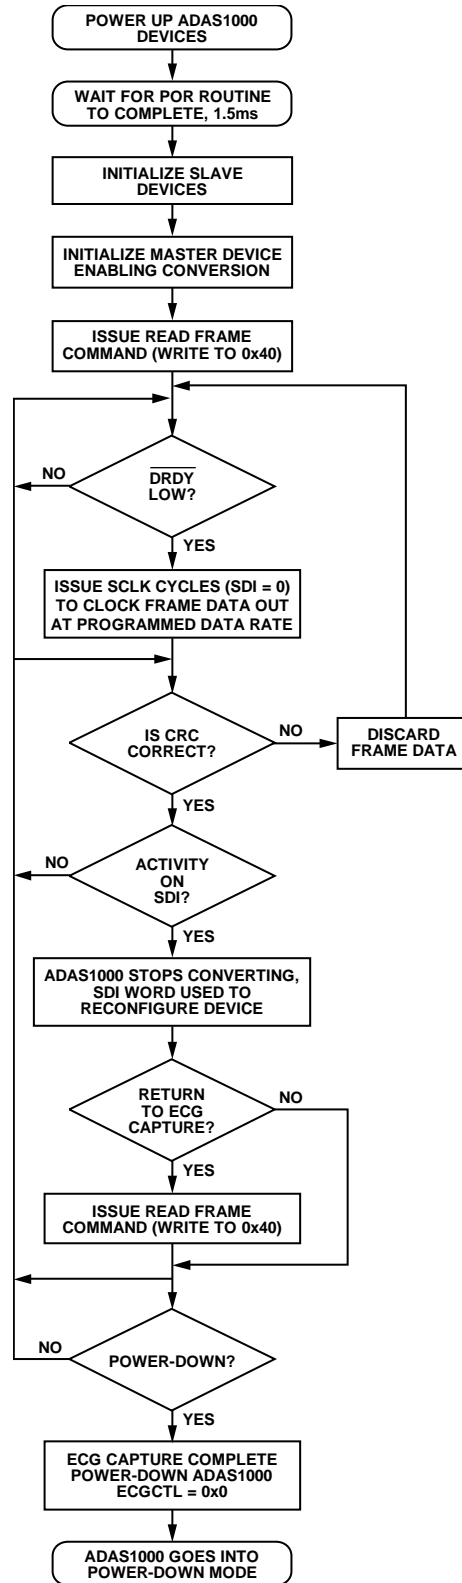 POWER UP ADAS1000
DEVICES
WAIT FOR POR ROUTINE
TO COMPLETE, 1.5ms
INITIALIZE SLAVE
DEVICES
INITIALIZE MASTER DEVICE
ENABLING CONVERSION
ISSUE READ FRAME
COMMAND (WRITE TO 0x40)
NO
DRDY
LOW?
YES
ISSUE SCLK CYCLES (SDI = 0)
TO CLOCK FRAME DATA OUT
AT PROGRAMMED DATA RATE
IS CRC
CORRECT?
NO
DISCARD
FRAME DATA
YES
NO
ACTIVITY
ON
SDI?
YES
ADAS1000 STOPS CONVERTING,
SDI WORD USED TO
RECONFIGURE DEVICE
RETURN
TO ECG
CAPTURE?
NO
YES
ISSUE READ FRAME
COMMAND (WRITE TO 0x40)
NO
POWER-DOWN?
YES
ECG CAPTURE COMPLETE
POWER-DOWN ADAS1000
ECGCTL = 0x0
ADAS1000 GOES INTO
POWER-DOWN MODE